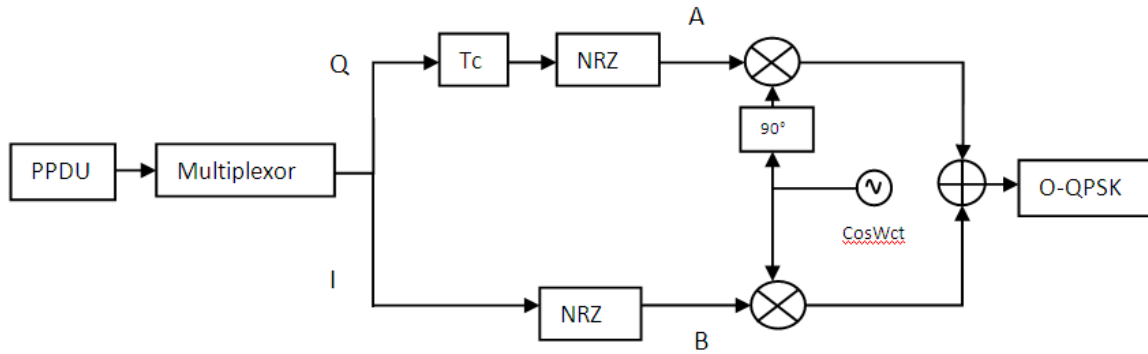 A
Q
Tc
NRZ
90°
PPDU
Multiplexor
O-QPSK
CosWct
I
NRZ
B